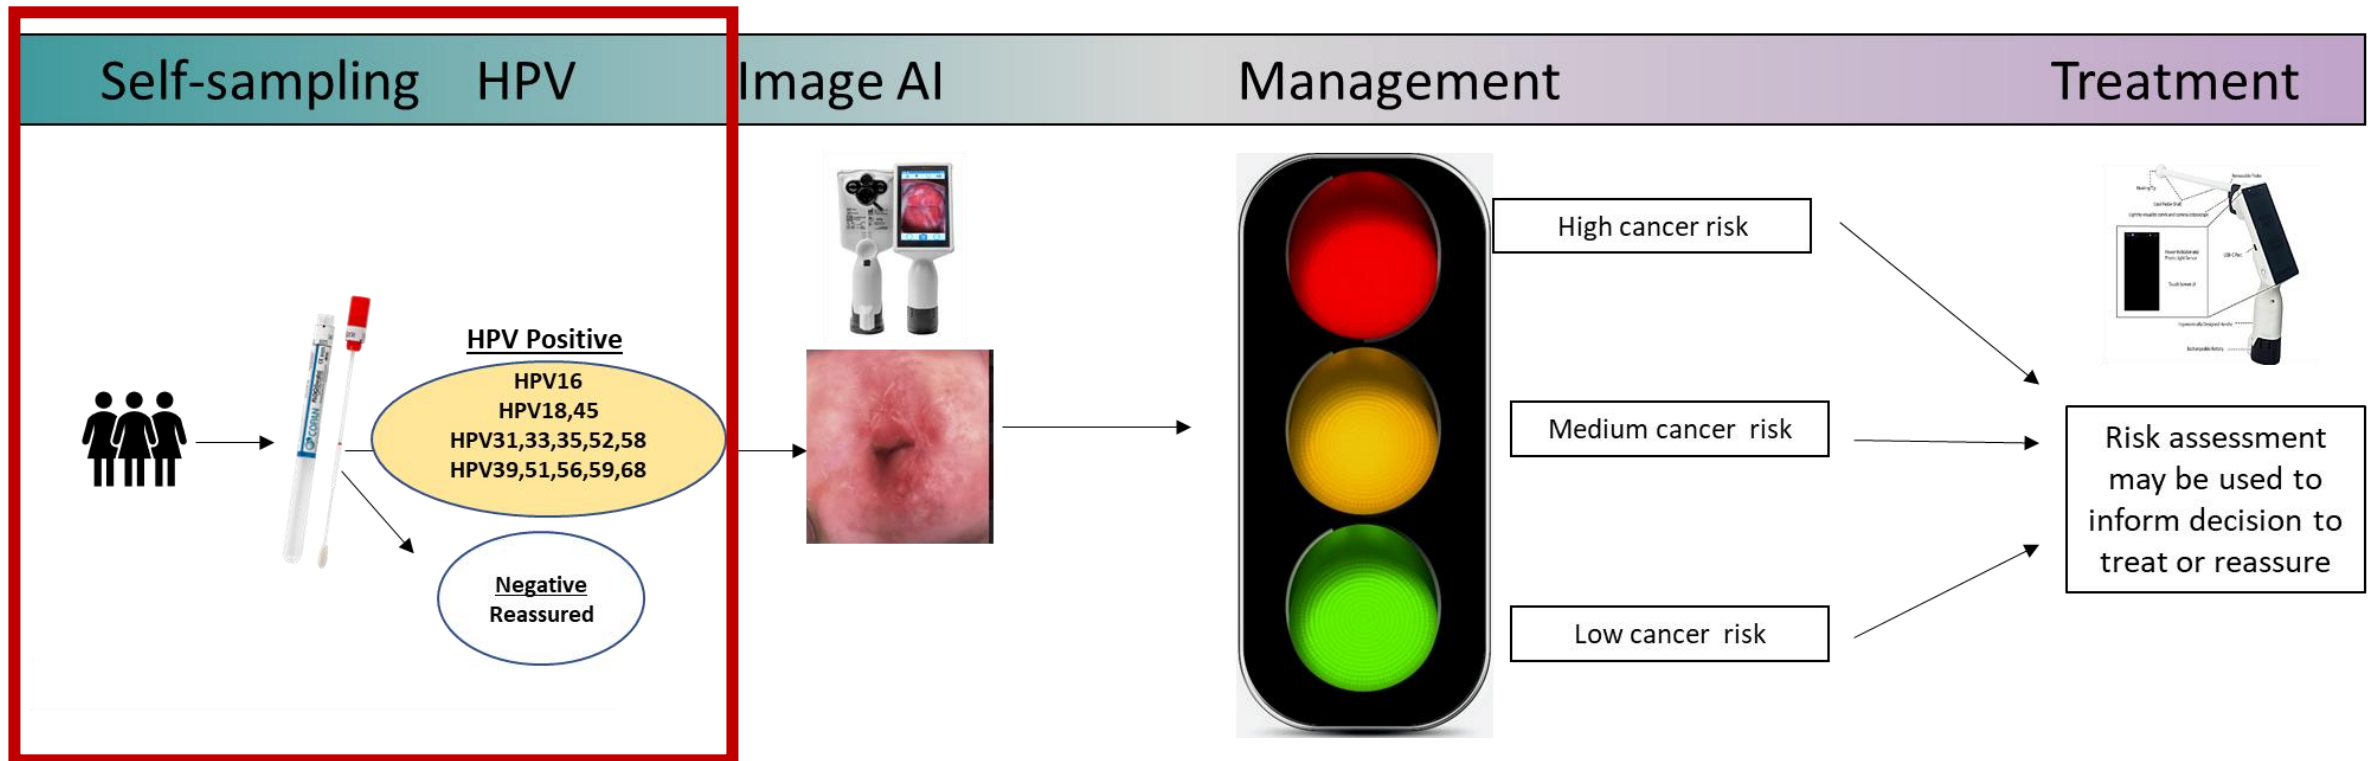 Self-sampling HPV Image AI Management Treatment
HPV Positive
HPV16
HPV18,45
HPV31,33,35,52,58
HPV39,51,56,59,68
Negative
Reassured
COPAN
High cancer risk
Medium cancer risk
Low cancer risk
Risk assessment
may be used to
inform decision to
treat or reassure